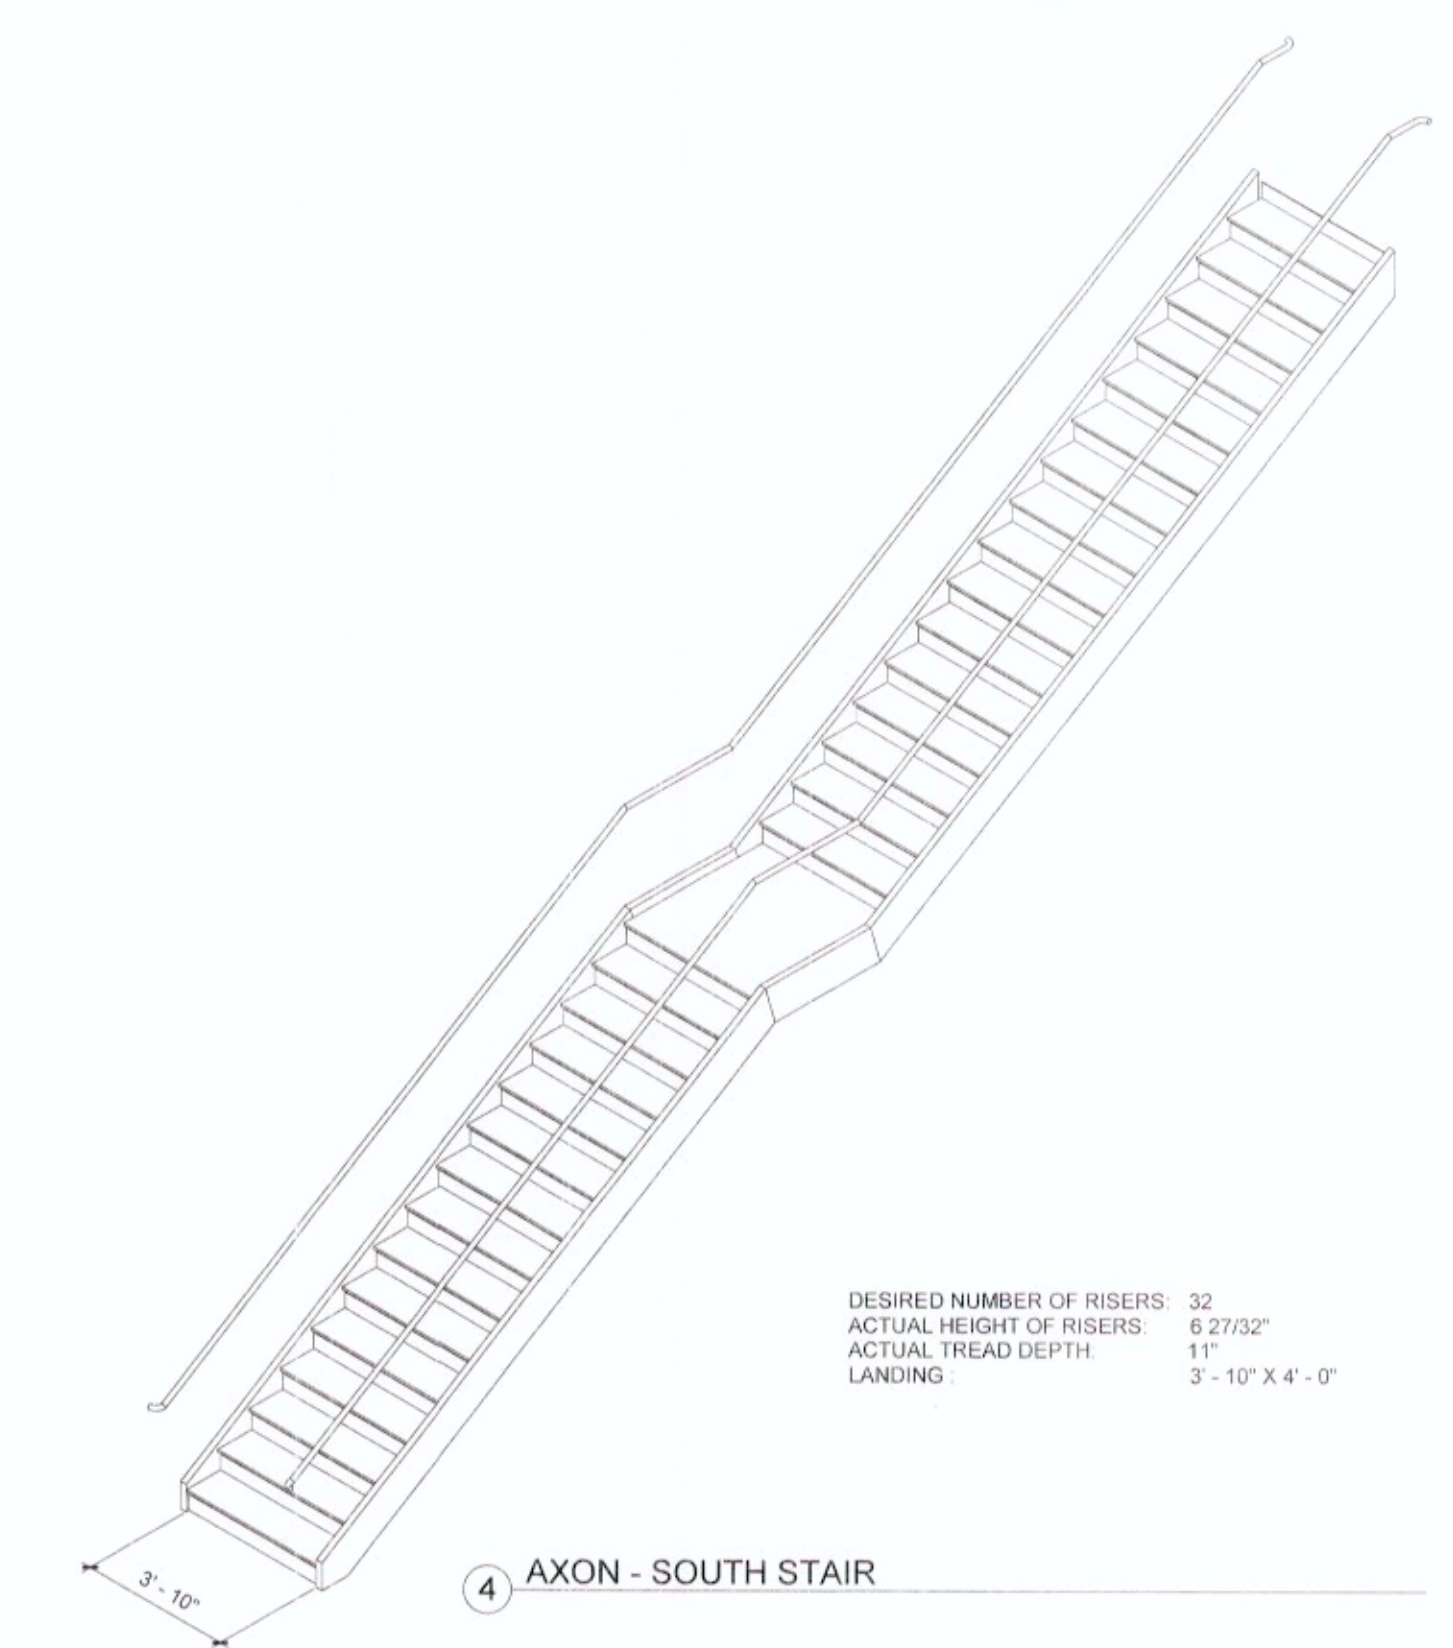 DESIRED NUMBER OF RISERS: 32
ACTUAL HEIGHT OF RISERS: 6 27/32"
ACTUAL TREAD DEPTH: 11"
LANDING : 3' - 10" X 4' - 0"
4 AXON - SOUTH STAIR
3' - 10"